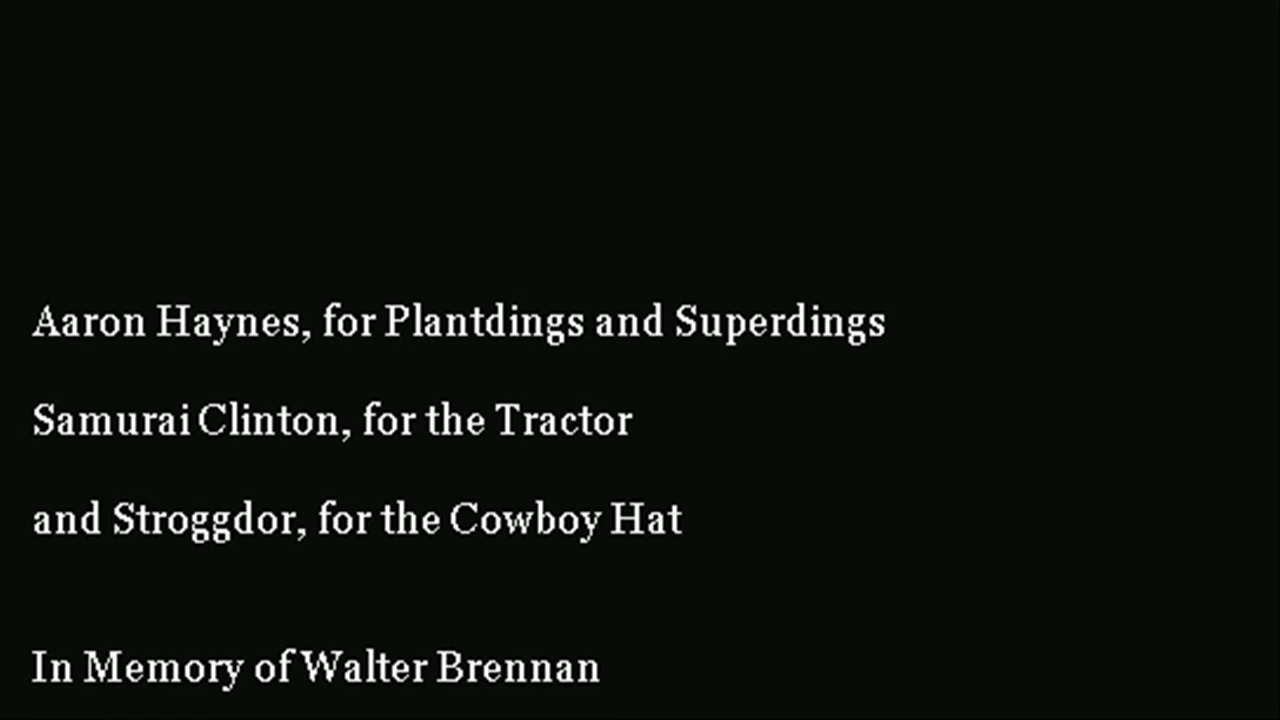 Aaron Haynes, for Plantdings and Superdings
Samurai Clinton, for the Tractor
and Stroggdor, for the Cowboy Hat
In Memory of Walter Brennan